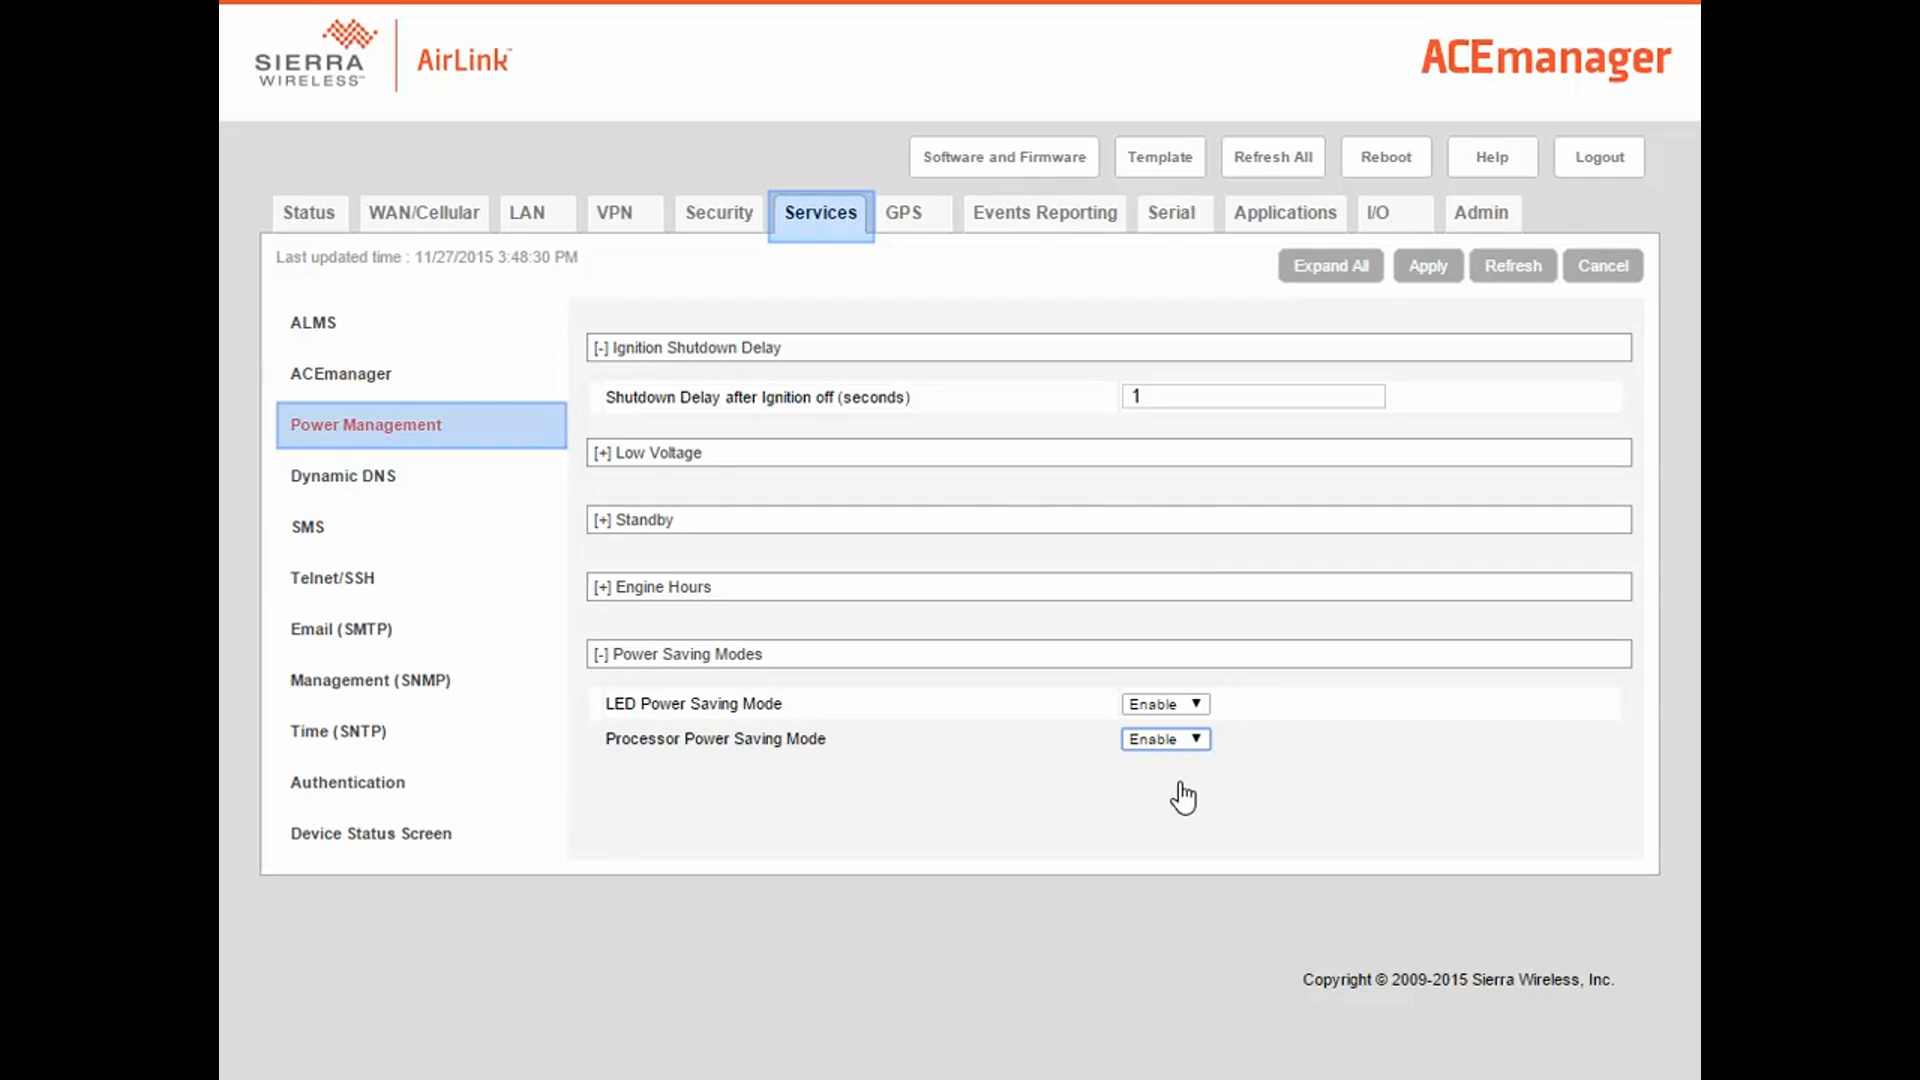 SIERRA
WIRELESS™
AirLink™
ACEmanager
Software and Firmware
Template
Refresh All
Reboot
Help
Logout
Status
WAN/Cellular
LAN
VPN
Security
Services
GPS
Events Reporting
Serial
Applications
I/O
Admin
Last updated time : 11/27/2015 3:48:30 PM
Expand All
Apply
Refresh
Cancel
ALMS
ACEmanager
Power Management
Dynamic DNS
SMS
Telnet/SSH
Email (SMTP)
Management (SNMP)
Time (SNTP)
Authentication
Device Status Screen
[-] Ignition Shutdown Delay
Shutdown Delay after Ignition off (seconds)
1
[+] Low Voltage
[+] Standby
[+] Engine Hours
[-] Power Saving Modes
LED Power Saving Mode
Enable
Processor Power Saving Mode
Enable
Copyright © 2009-2015 Sierra Wireless, Inc.